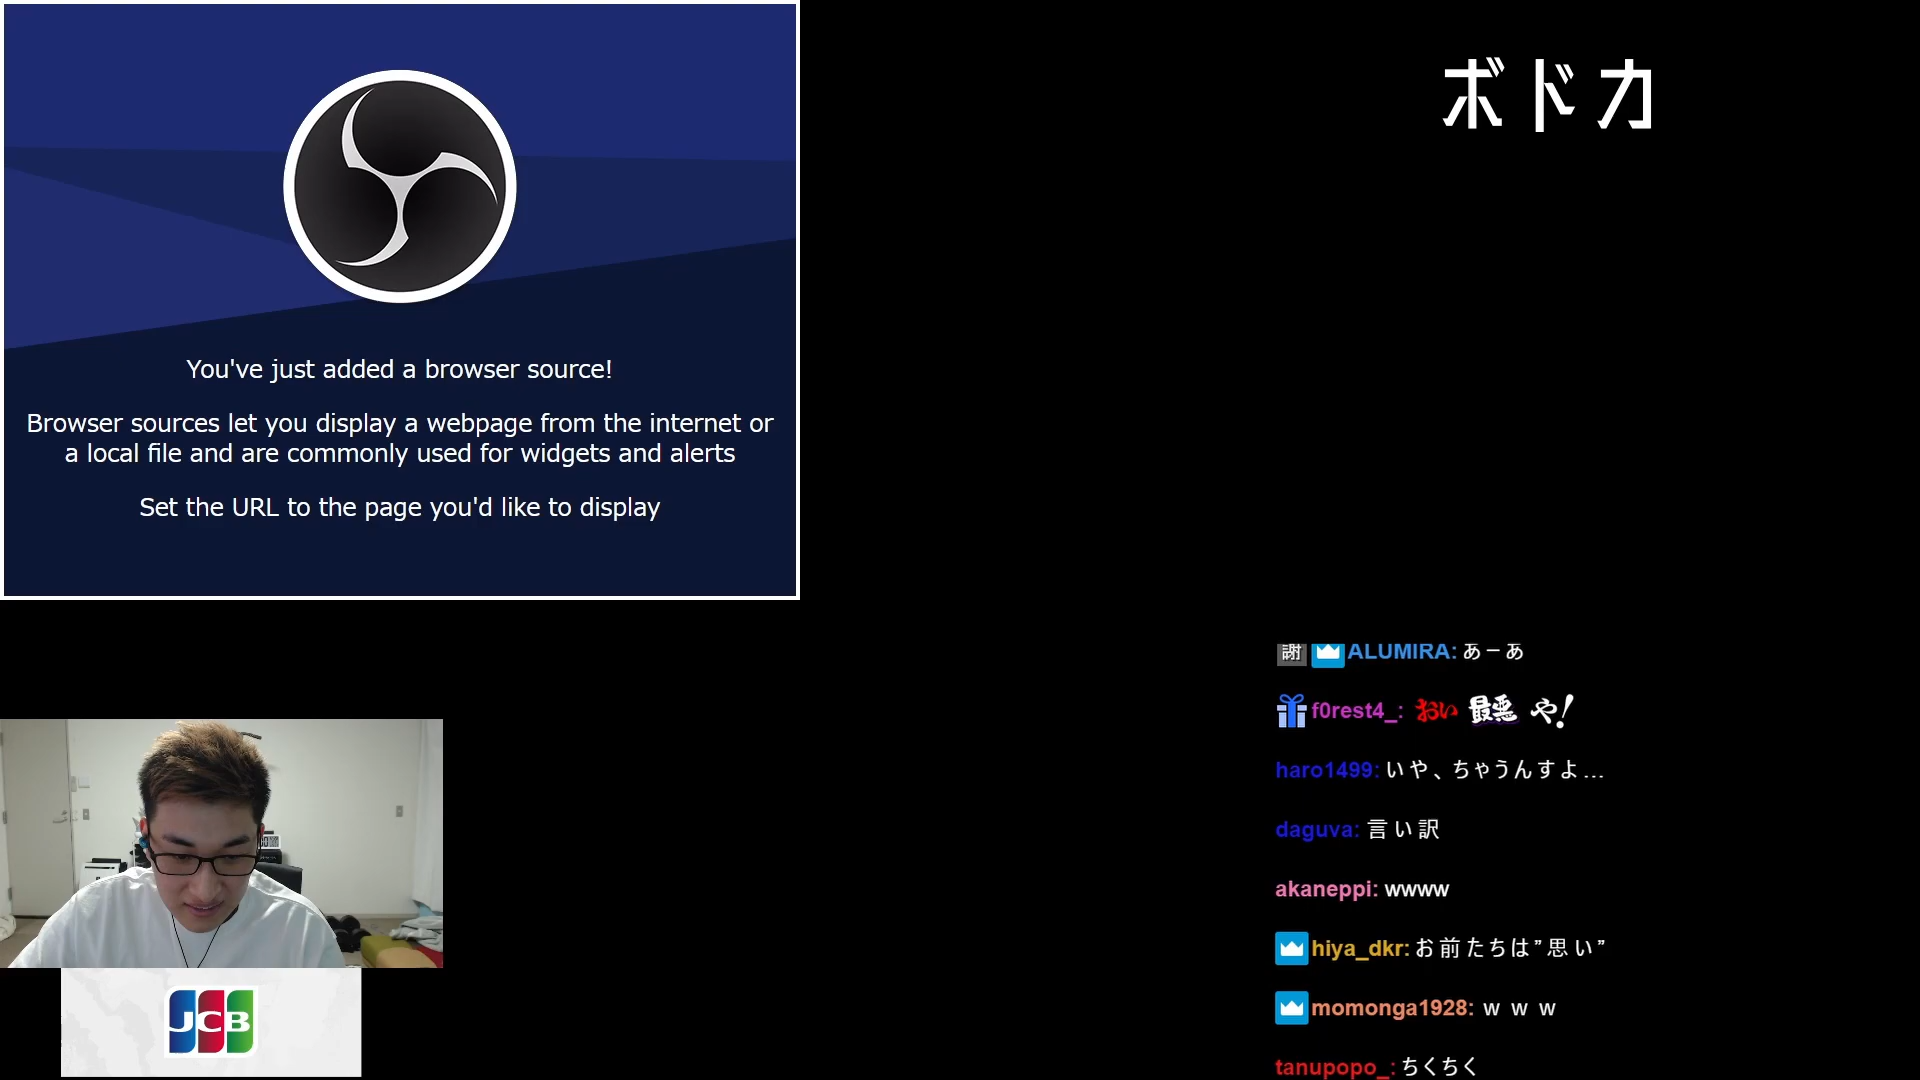 You've just added a browser source!
Browser sources let you display a webpage from the internet or
a local file and are commonly used for widgets and alerts
Set the URL to the page you'd like to display
ボドカ
謝 ALUMIRA: あーあ
f0rest4_: おい 最悪 や!
haro1499: いや、ちゃうんすよ...
daguva: 言い訳
akaneppi: wwww
hiya_dkr: お前たちは”思い”
momonga1928: ｗｗｗ
tanupopo_: ちくちく
JCB